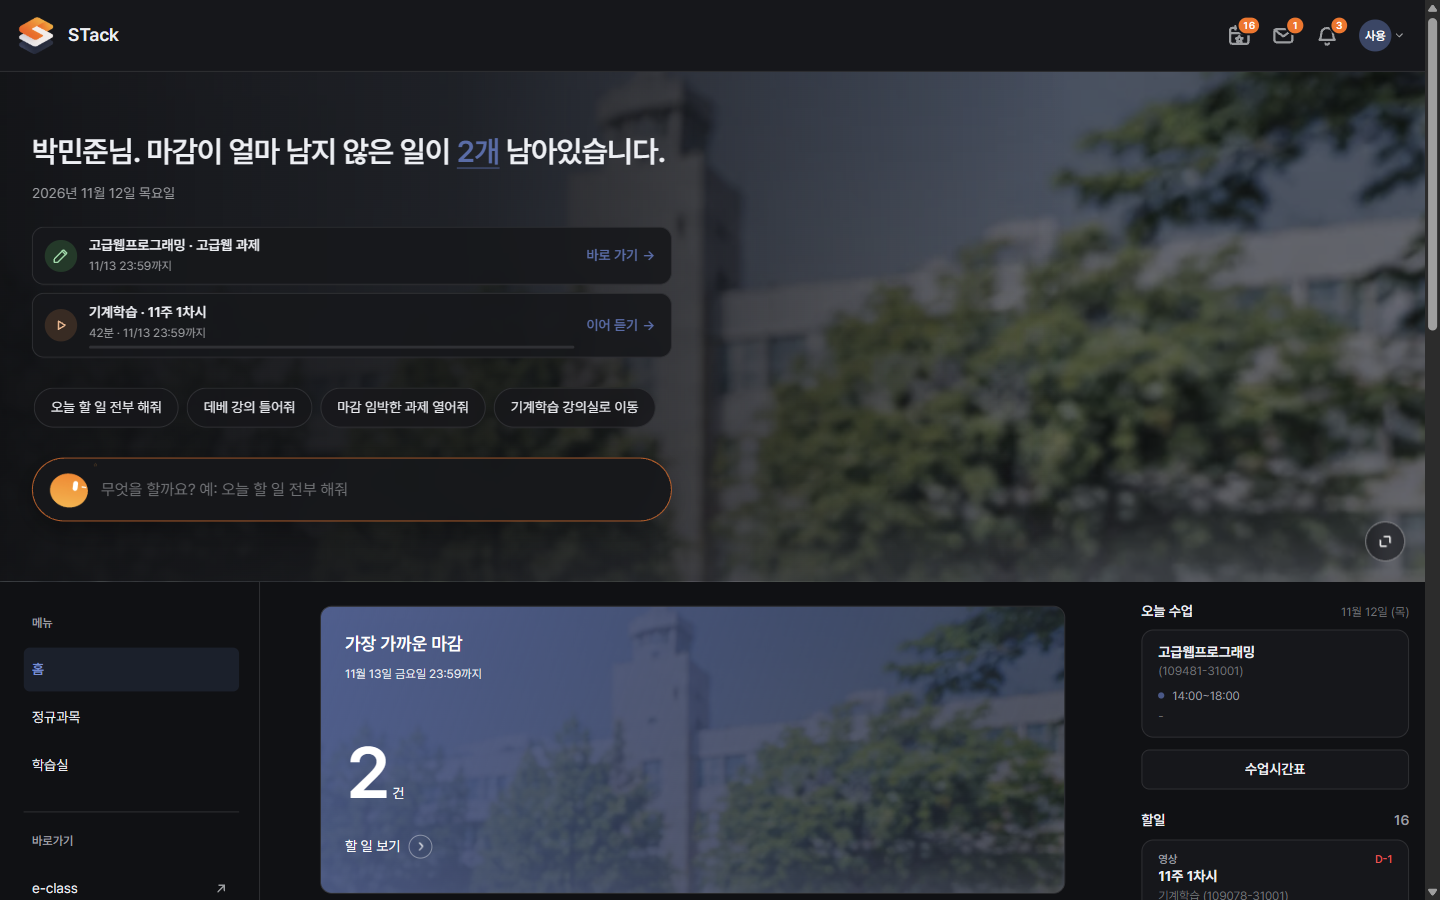 STack
16
1
3
사용
박민준님. 마감이 얼마 남지 않은 일이 2개 남아있습니다.
2026년 11월 12일 목요일
고급웹프로그래밍 · 고급웹 과제
11/13 23:59까지
바로 가기 →
기계학습 · 11주 1차시
42분 · 11/13 23:59까지
이어 듣기 →
오늘 할 일 전부 해줘
데베 강의 틀어줘
마감 임박한 과제 열어줘
기계학습 강의실로 이동
무엇을 할까요? 예: 오늘 할 일 전부 해줘
메뉴
홈
정규과목
학습실
바로가기
e-class
가장 가까운 마감
11월 13일 금요일 23:59까지
2건
할 일 보기
오늘 수업
11월 12일 (목)
고급웹프로그래밍
(109481-31001)
14:00~18:00
-
수업시간표
할일
16
영상
D-1
11주 1차시
기계학습 (109078-31001)